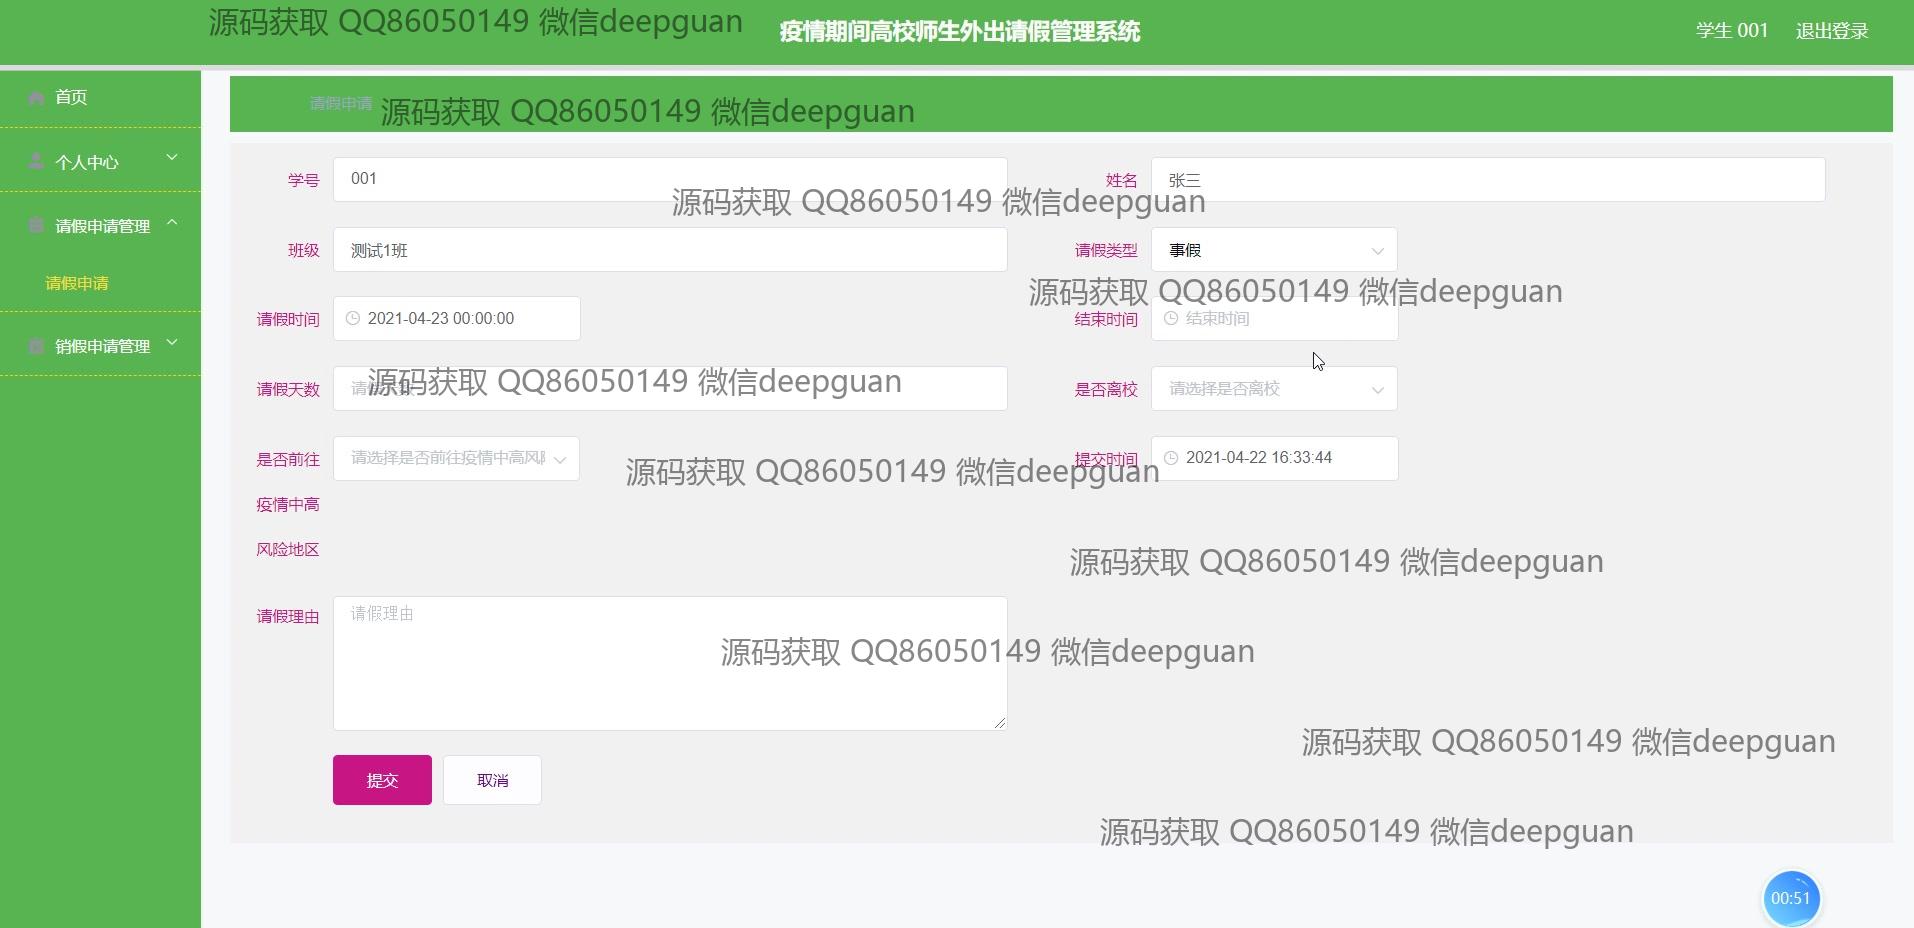 源码获取 QQ86050149 微信deepguan
疫情期间高校师生外出请假管理系统
学生 001
退出登录
首页
个人中心
请假申请管理
请假申请
销假申请管理
请假申请
源码获取 QQ86050149 微信deepguan
学号
001
姓名
张三
源码获取 QQ86050149 微信deepguan
班级
测试1班
请假类型
事假
源码获取 QQ86050149 微信deepguan
请假时间
2021-04-23 00:00:00
结束时间
结束时间
请假天数
请假天数
源码获取 QQ86050149 微信deepguan
是否离校
请选择是否离校
是否前往
疫情中高
风险地区
请选择是否前往疫情中高风
源码获取 QQ86050149 微信deepguan
提交时间
2021-04-22 16:33:44
源码获取 QQ86050149 微信deepguan
请假理由
请假理由
源码获取 QQ86050149 微信deepguan
源码获取 QQ86050149 微信deepguan
提交
取消
源码获取 QQ86050149 微信deepguan
00:51